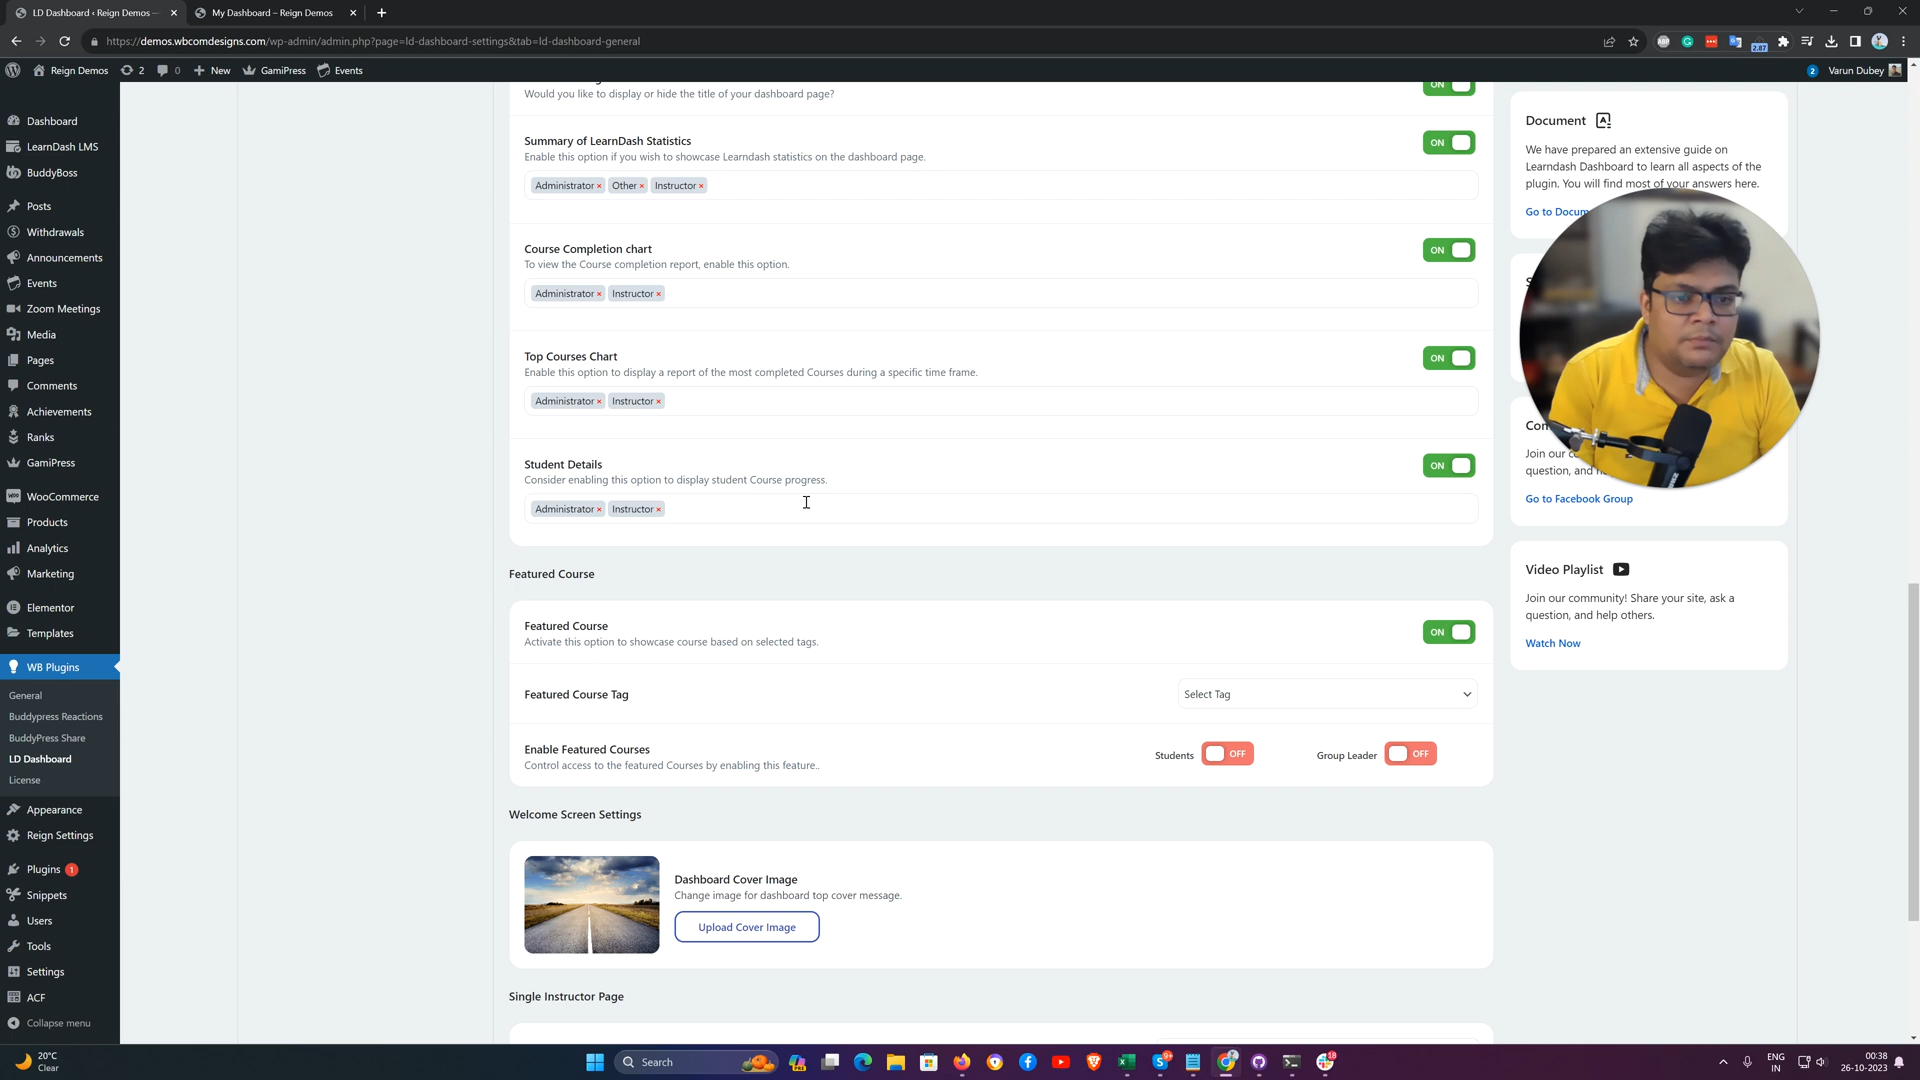 LD Dashboard ‹ Reign Demos —
My Dashboard – Reign Demos
https://demos.wbcomdesigns.com/wp-admin/admin.php?page=ld-dashboard-settings&tab=ld-dashboard-general
2.87
Reign Demos 2 0 New GamiPress Events
2 Varun Dubey
Dashboard
LearnDash LMS
BuddyBoss
Posts
Withdrawals
Announcements
Events
Zoom Meetings
Media
Pages
Comments
Achievements
Ranks
GamiPress
WooCommerce
Products
Analytics
Marketing
Elementor
Templates
WB Plugins
General
Buddypress Reactions
BuddyPress Share
LD Dashboard
License
Appearance
Reign Settings
Plugins 1
Snippets
Users
Tools
Settings
ACF
Collapse menu
Would you like to display or hide the title of your dashboard page?
ON
Summary of LearnDash Statistics
ON
Enable this option if you wish to showcase Learndash statistics on the dashboard page.
Administrator × Other × Instructor ×
Course Completion chart
ON
To view the Course completion report, enable this option.
Administrator × Instructor ×
Top Courses Chart
ON
Enable this option to display a report of the most completed Courses during a specific time frame.
Administrator × Instructor ×
Student Details
ON
Consider enabling this option to display student Course progress.
Administrator × Instructor ×
Featured Course
Featured Course
ON
Activate this option to showcase course based on selected tags.
Featured Course Tag
Select Tag
Enable Featured Courses
Students OFF Group Leader OFF
Control access to the featured Courses by enabling this feature..
Welcome Screen Settings
Dashboard Cover Image
Change image for dashboard top cover message.
Upload Cover Image
Single Instructor Page
Document
We have prepared an extensive guide on
Learndash Dashboard to learn all aspects of the
plugin. You will find most of your answers here.
Go to Docum
Con
Join our c
question, and h
Go to Facebook Group
Video Playlist
Join our community! Share your site, ask a
question, and help others.
Watch Now
20°C
Clear
Search
PRE
9+
18
ENG
IN
00:38
26-10-2023